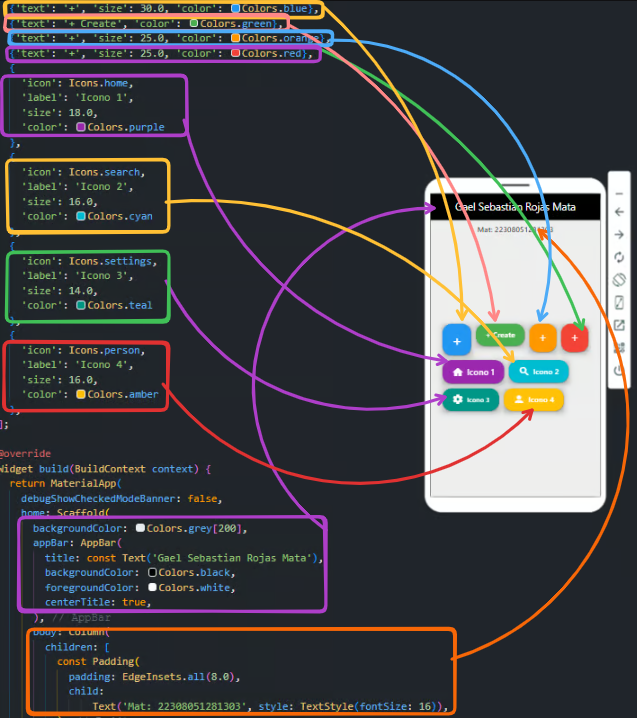 {'text': '+', 'size': 30.0, 'color': Colors.blue},
{'text': '+ Create', 'color': Colors.green},
{'text': '+', 'size': 25.0, 'color': Colors.orange},
{'text': '+', 'size': 25.0, 'color': Colors.red},
{
'icon': Icons.home,
'label': 'Icono 1',
'size': 18.0,
'color': Colors.purple
},
{
'icon': Icons.search,
'label': 'Icono 2',
'size': 16.0,
'color': Colors.cyan
},
{
'icon': Icons.settings,
'label': 'Icono 3',
'size': 14.0,
'color': Colors.teal
},
{
'icon': Icons.person,
'label': 'Icono 4',
'size': 16.0,
'color': Colors.amber
},
];
@override
Widget build(BuildContext context) {
return MaterialApp(
debugShowCheckedModeBanner: false,
home: Scaffold(
backgroundColor: Colors.grey[200],
appBar: AppBar(
title: const Text('Gael Sebastian Rojas Mata'),
backgroundColor: Colors.black,
foregroundColor: Colors.white,
centerTitle: true,
), // AppBar
body: Column(
children: [
const Padding(
padding: EdgeInsets.all(8.0),
child:
Text('Mat: 22308051281303', style: TextStyle(fontSize: 16)),
Gael Sebastian Rojas Mata
Mat: 22308051281303
+
+ Create
+
+
Icono 1
Icono 2
Icono 3
Icono 4